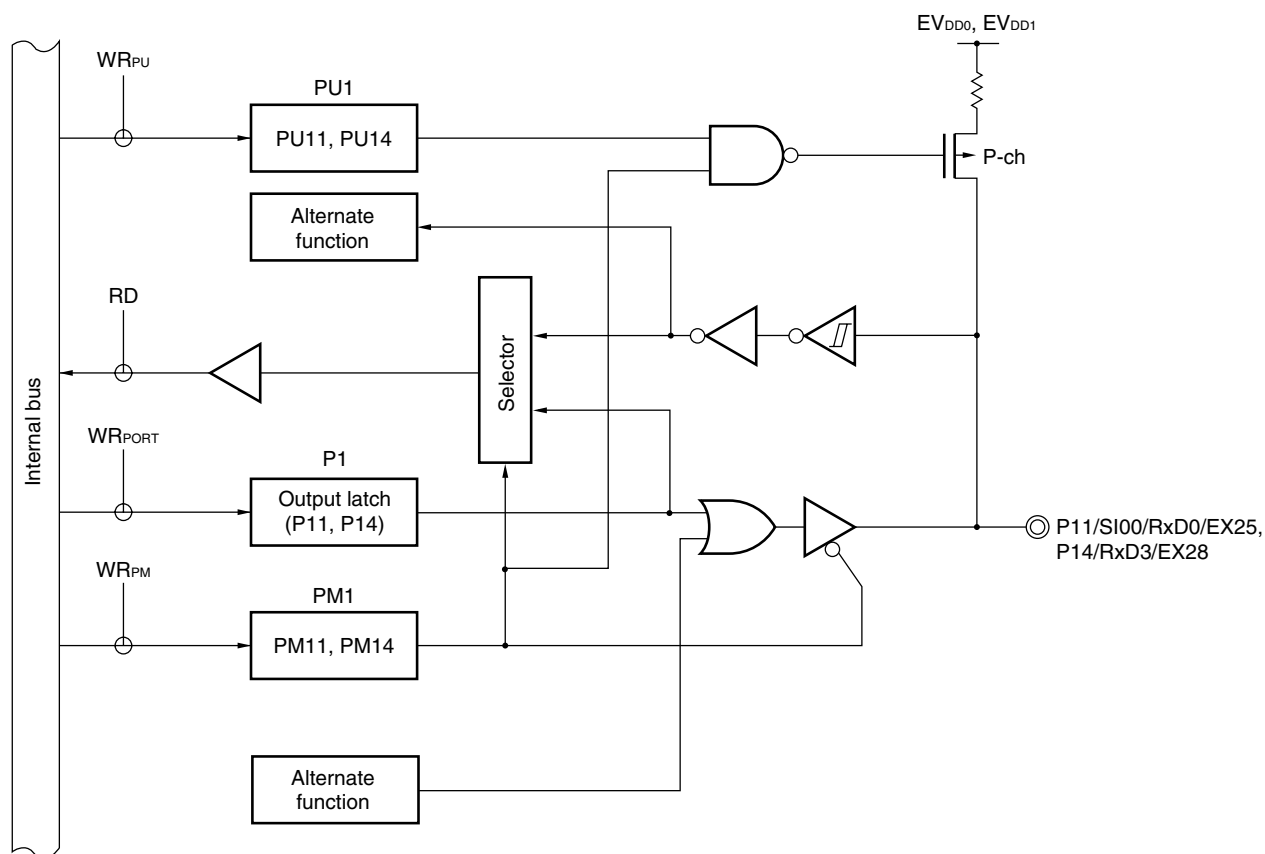 EVDD0, EVDD1
WRPU
PU1
PU11, PU14
P-ch
Alternate
function
RD
Selector
Internal bus
WRPORT
P1
Output latch
(P11, P14)
P11/SI00/RxD0/EX25,
P14/RxD3/EX28
WRPM
PM1
PM11, PM14
Alternate
function